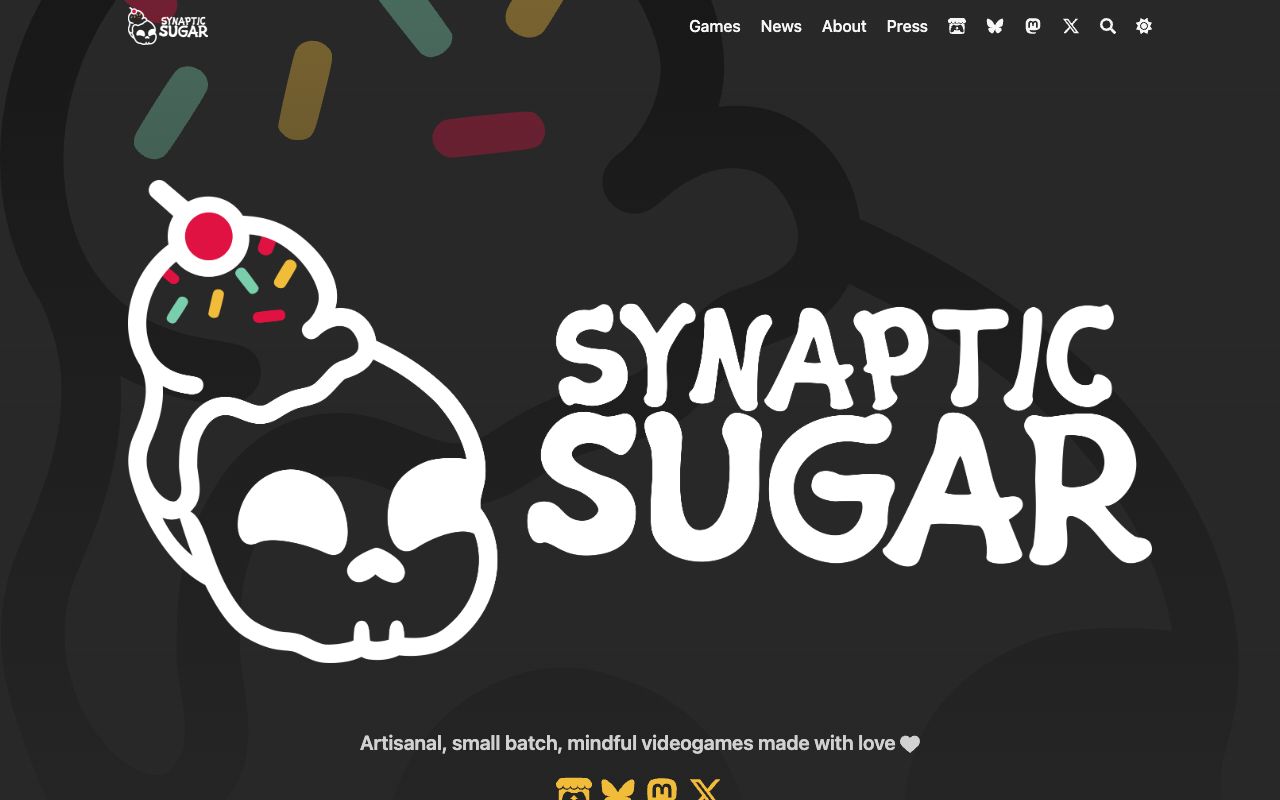 SYNAPTIC
SUGAR
Games News About Press
SYNAPTIC
SUGAR
Artisanal, small batch, mindful videogames made with love